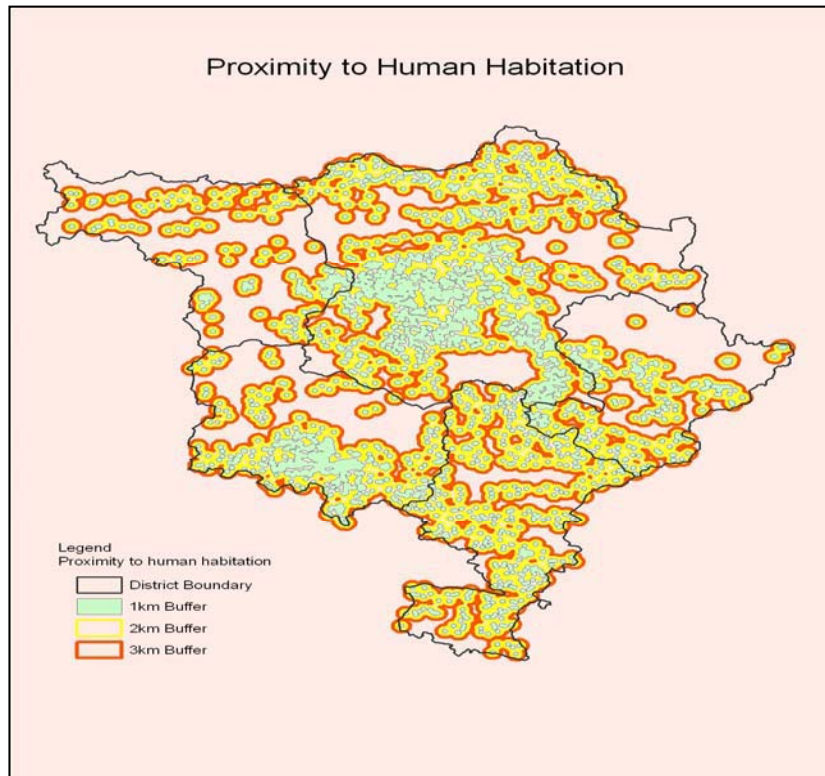 Proximity to Human Habitation
Legend
Proximity to human habitation
District Boundary
1km Buffer
2km Buffer
3km Buffer